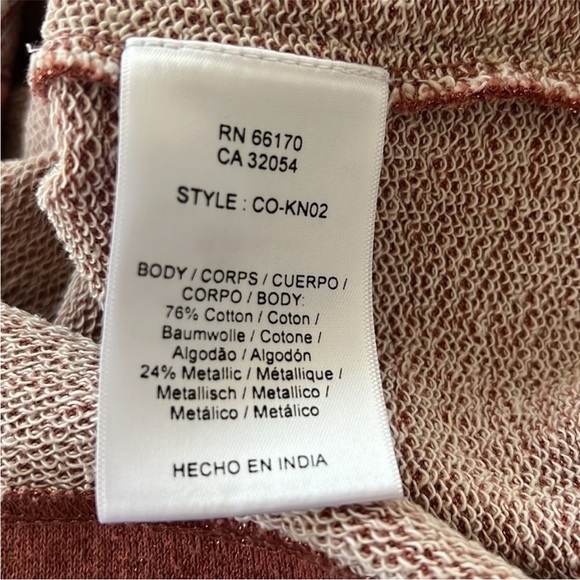 RN 66170
CA 32054
STYLE : CO-KN02
BODY / CORPS / CUERPO /
CORPO / BODY:
76% Cotton / Coton /
Baumwolle / Cotone /
Algodão / Algodón
24% Metallic / Métallique /
Metallisch / Metallico /
Metálico / Metálico
HECHO EN INDIA